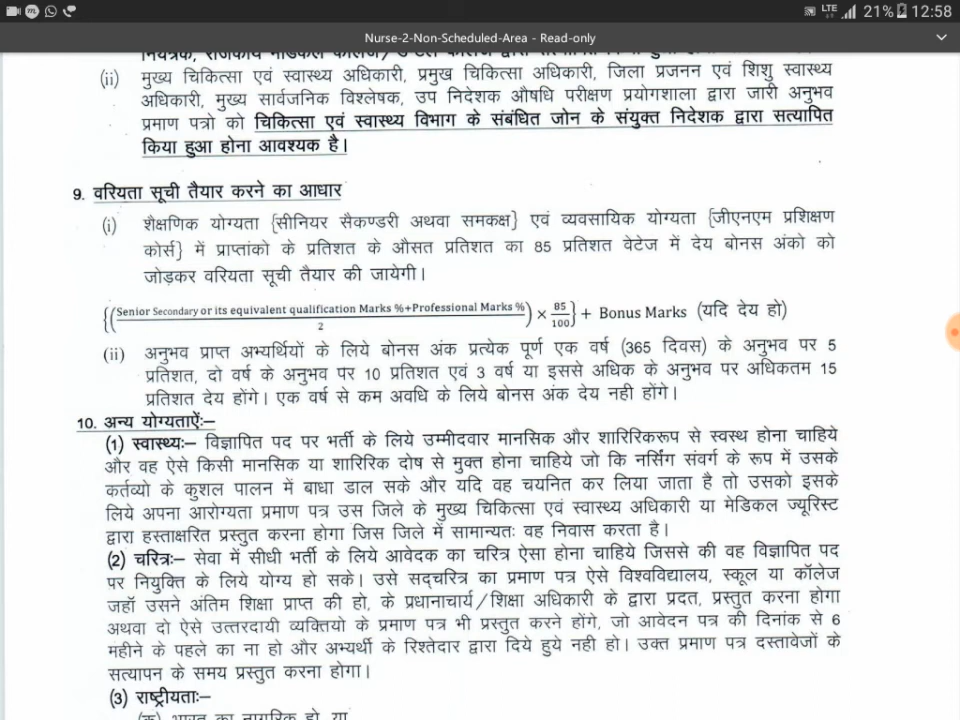 LTE 21% 12:58
Nurse-2-Non-Scheduled-Area - Read-only
(ii) मुख्य चिकित्सा एवं स्वास्थ्य अधिकारी, प्रमुख चिकित्सा अधिकारी, जिला प्रजनन एवं शिशु स्वास्थ्य
अधिकारी, मुख्य सार्वजनिक विश्लेषक, उप निदेशक औषधि परीक्षण प्रयोगशाला द्वारा जारी अनुभव
प्रमाण पत्रो को चिकित्सा एवं स्वास्थ्य विभाग के संबंधित जोन के संयुक्त निदेशक द्वारा सत्यापित
किया हुआ होना आवश्यक है।
9. वरियता सूची तैयार करने का आधार
(i) शैक्षणिक योग्यता {सीनियर सैकण्डरी अथवा समकक्ष} एवं व्यवसायिक योग्यता {जीएनएम प्रशिक्षण
कोर्स} में प्राप्तांको के प्रतिशत के औसत प्रतिशत का 85 प्रतिशत वेटेज में देय बोनस अंको को
जोड़कर वरियता सूची तैयार की जायेगी।
{(Senior Secondary or its equivalent qualification Marks %+Professional Marks % / 2) × 85/100} + Bonus Marks (यदि देय हो)
(ii) अनुभव प्राप्त अभ्यर्थियों के लिये बोनस अंक प्रत्येक पूर्ण एक वर्ष (365 दिवस) के अनुभव पर 5
प्रतिशत, दो वर्ष के अनुभव पर 10 प्रतिशत एवं 3 वर्ष या इससे अधिक के अनुभव पर अधिकतम 15
प्रतिशत देय होंगे। एक वर्ष से कम अवधि के लिये बोनस अंक देय नही होंगे।
10. अन्य योग्यताऐं:–
(1) स्वास्थ्य:– विज्ञापित पद पर भर्ती के लिये उम्मीदवार मानसिक और शारिरिकरूप से स्वस्थ होना चाहिये
और वह ऐसे किसी मानसिक या शारिरिक दोष से मुक्त होना चाहिये जो कि नर्सिंग संवर्ग के रूप में उसके
कर्तव्यो के कुशल पालन में बाधा डाल सके और यदि वह चयनित कर लिया जाता है तो उसको इसके
लिये अपना आरोग्यता प्रमाण पत्र उस जिले के मुख्य चिकित्सा एवं स्वास्थ्य अधिकारी या मेडिकल ज्यूरिस्ट
द्वारा हस्ताक्षरित प्रस्तुत करना होगा जिस जिले में सामान्यतः वह निवास करता है।
(2) चरित्र:– सेवा में सीधी भर्ती के लिये आवेदक का चरित्र ऐसा होना चाहिये जिससे की वह विज्ञापित पद
पर नियुक्ति के लिये योग्य हो सके। उसे सद्चरित्र का प्रमाण पत्र ऐसे विश्वविद्यालय, स्कूल या कॉलेज
जहॉ उसने अंतिम शिक्षा प्राप्त की हो, के प्रधानाचार्य/शिक्षा अधिकारी के द्वारा प्रदत, प्रस्तुत करना होगा
अथवा दो ऐसे उत्तरदायी व्यक्तियो के प्रमाण पत्र भी प्रस्तुत करने होंगे, जो आवेदन पत्र की दिनांक से 6
महीने के पहले का ना हो और अभ्यर्थी के रिश्तेदार द्वारा दिये हुये नही हो। उक्त प्रमाण पत्र दस्तावेजों के
सत्यापन के समय प्रस्तुत करना होगा।
(3) राष्ट्रीयता:–
भारत का नागरिक हो, या